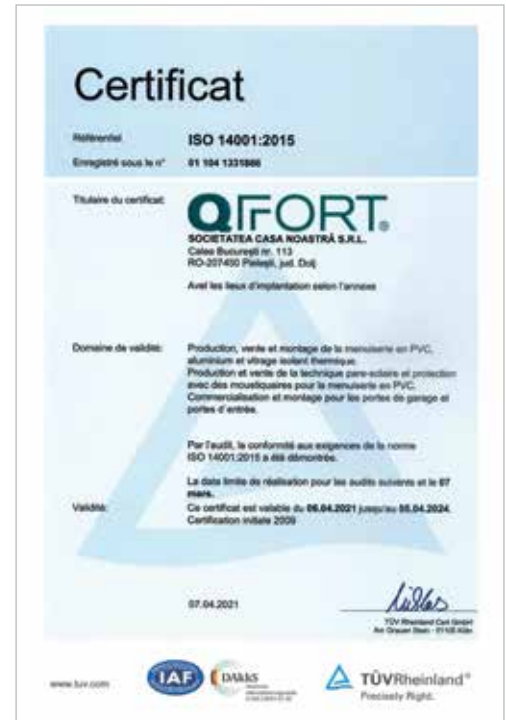 Certificat
Référentiel ISO 14001:2015
Enregistré sous le n° 01 104 1331866
Titulaire du certificat:
QFORT®
SOCIETATEA CASA NOASTRĂ S.R.L.
Calea Bucureşti nr. 113
RO-207450 Pieleşti, jud. Dolj
Avel les lieux d'implantation selon l'annexe
Domaine de validité: Production, vente et montage de la menuiserie en PVC,
aluminium et vitrage isolant thermique.
Production et vente de la technique pare-solaire et protection
avec des moustiquaires pour la menuiserie en PVC.
Commercialisation et montage pour les portes de garage et
portes d'entrée.
Par l'audit, la conformité aux exigences de la norme
ISO 14001:2015 a été démontrée.
La date limite de réalisation pour les audits suivants et le 07
mars.
Validité: Ce certificat est valable du 06.04.2021 jusqu'au 05.04.2024.
Certification initiale 2009
07.04.2021
TÜV Rheinland Cert GmbH
Am Grauen Stein · 51105 Köln
www.tuv.com
IAF
DAkkS
TÜVRheinland®
Precisely Right.